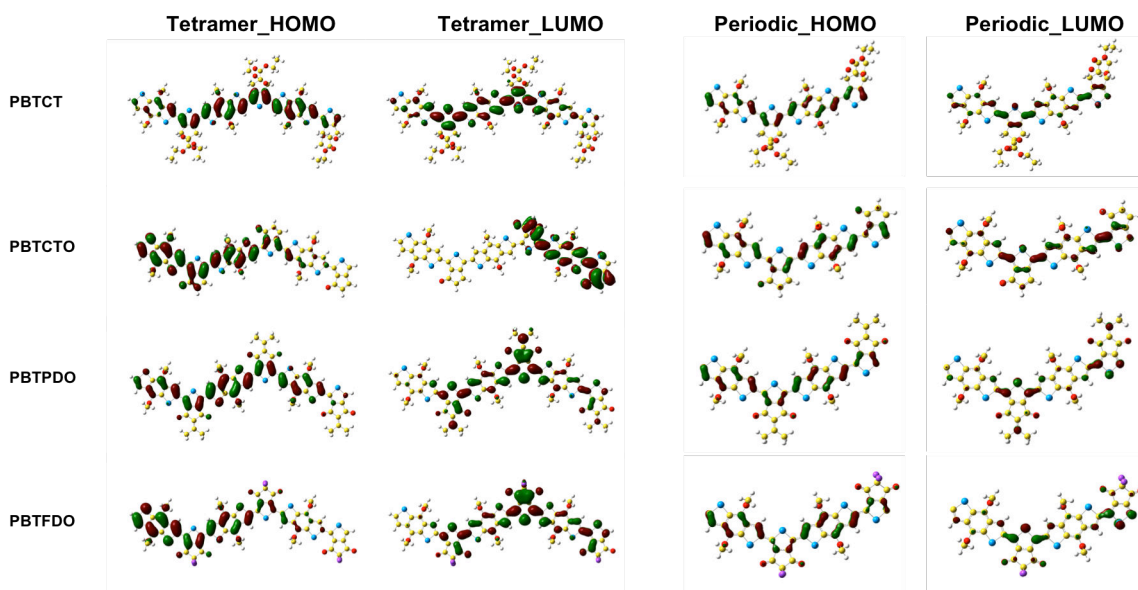 Tetramer_HOMO Tetramer_LUMO Periodic_HOMO Periodic_LUMO
PBTCT
PBTCTO
PBTPDO
PBTFDO